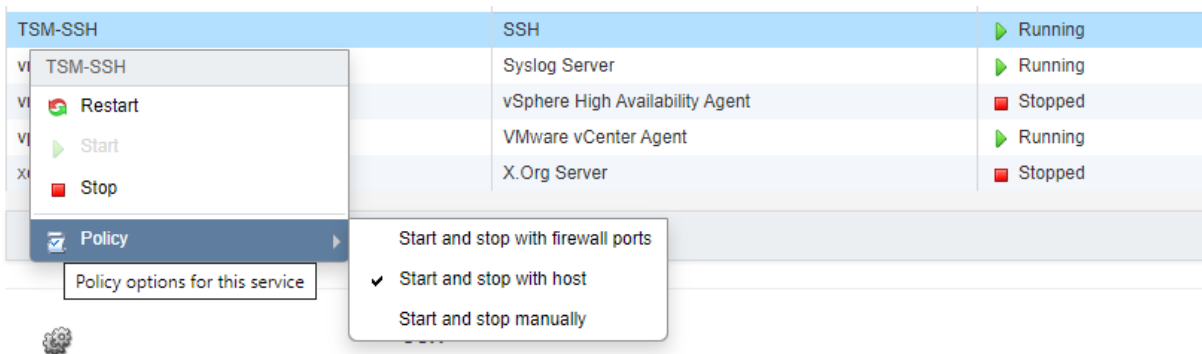 TSM-SSH SSH Running
TSM-SSH Syslog Server Running
Restart vSphere High Availability Agent Stopped
Start VMware vCenter Agent Running
Stop X.Org Server Stopped
Policy Start and stop with firewall ports
Policy options for this service Start and stop with host
Start and stop manually